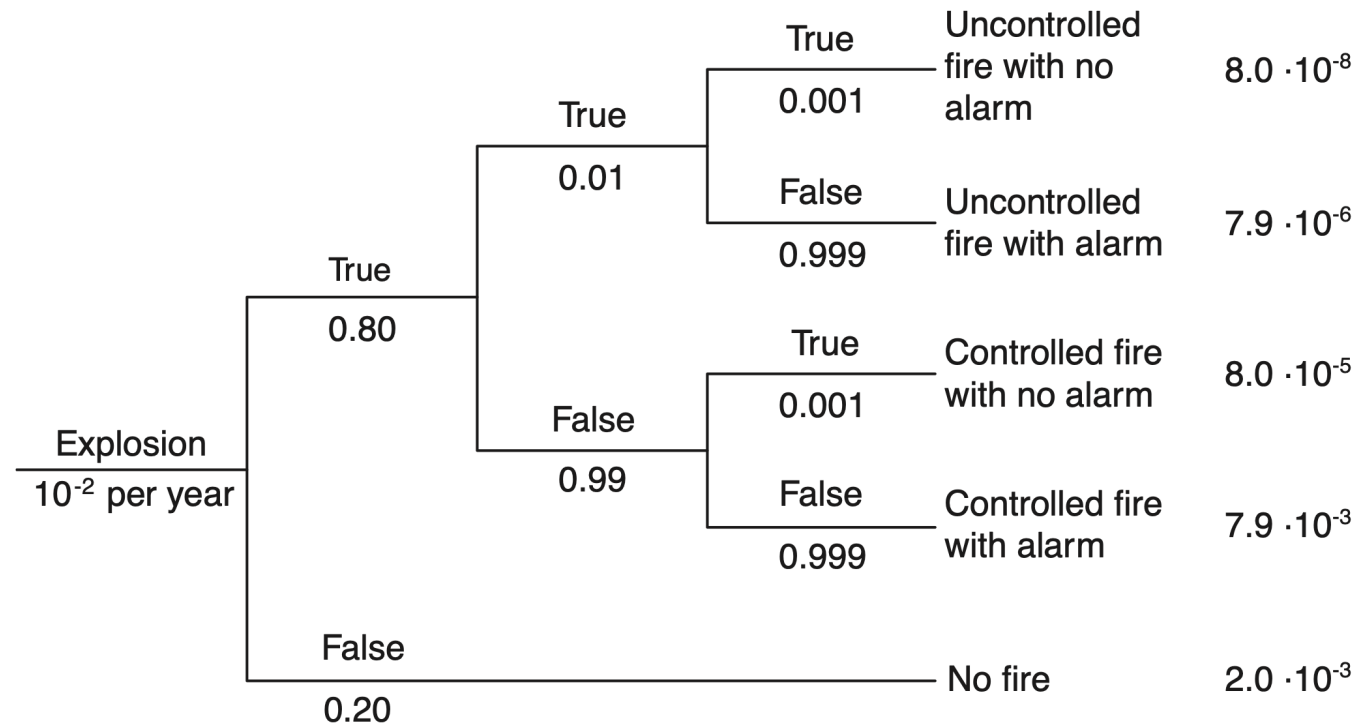 True
0.001
Uncontrolled
fire with no
alarm
8.0 ·10⁻⁸
True
0.01
False
0.999
Uncontrolled
fire with alarm
7.9 ·10⁻⁶
True
0.80
True
0.001
Controlled fire
with no alarm
8.0 ·10⁻⁵
False
0.99
Explosion
10⁻² per year
False
0.999
Controlled fire
with alarm
7.9 ·10⁻³
False
0.20
No fire
2.0 ·10⁻³